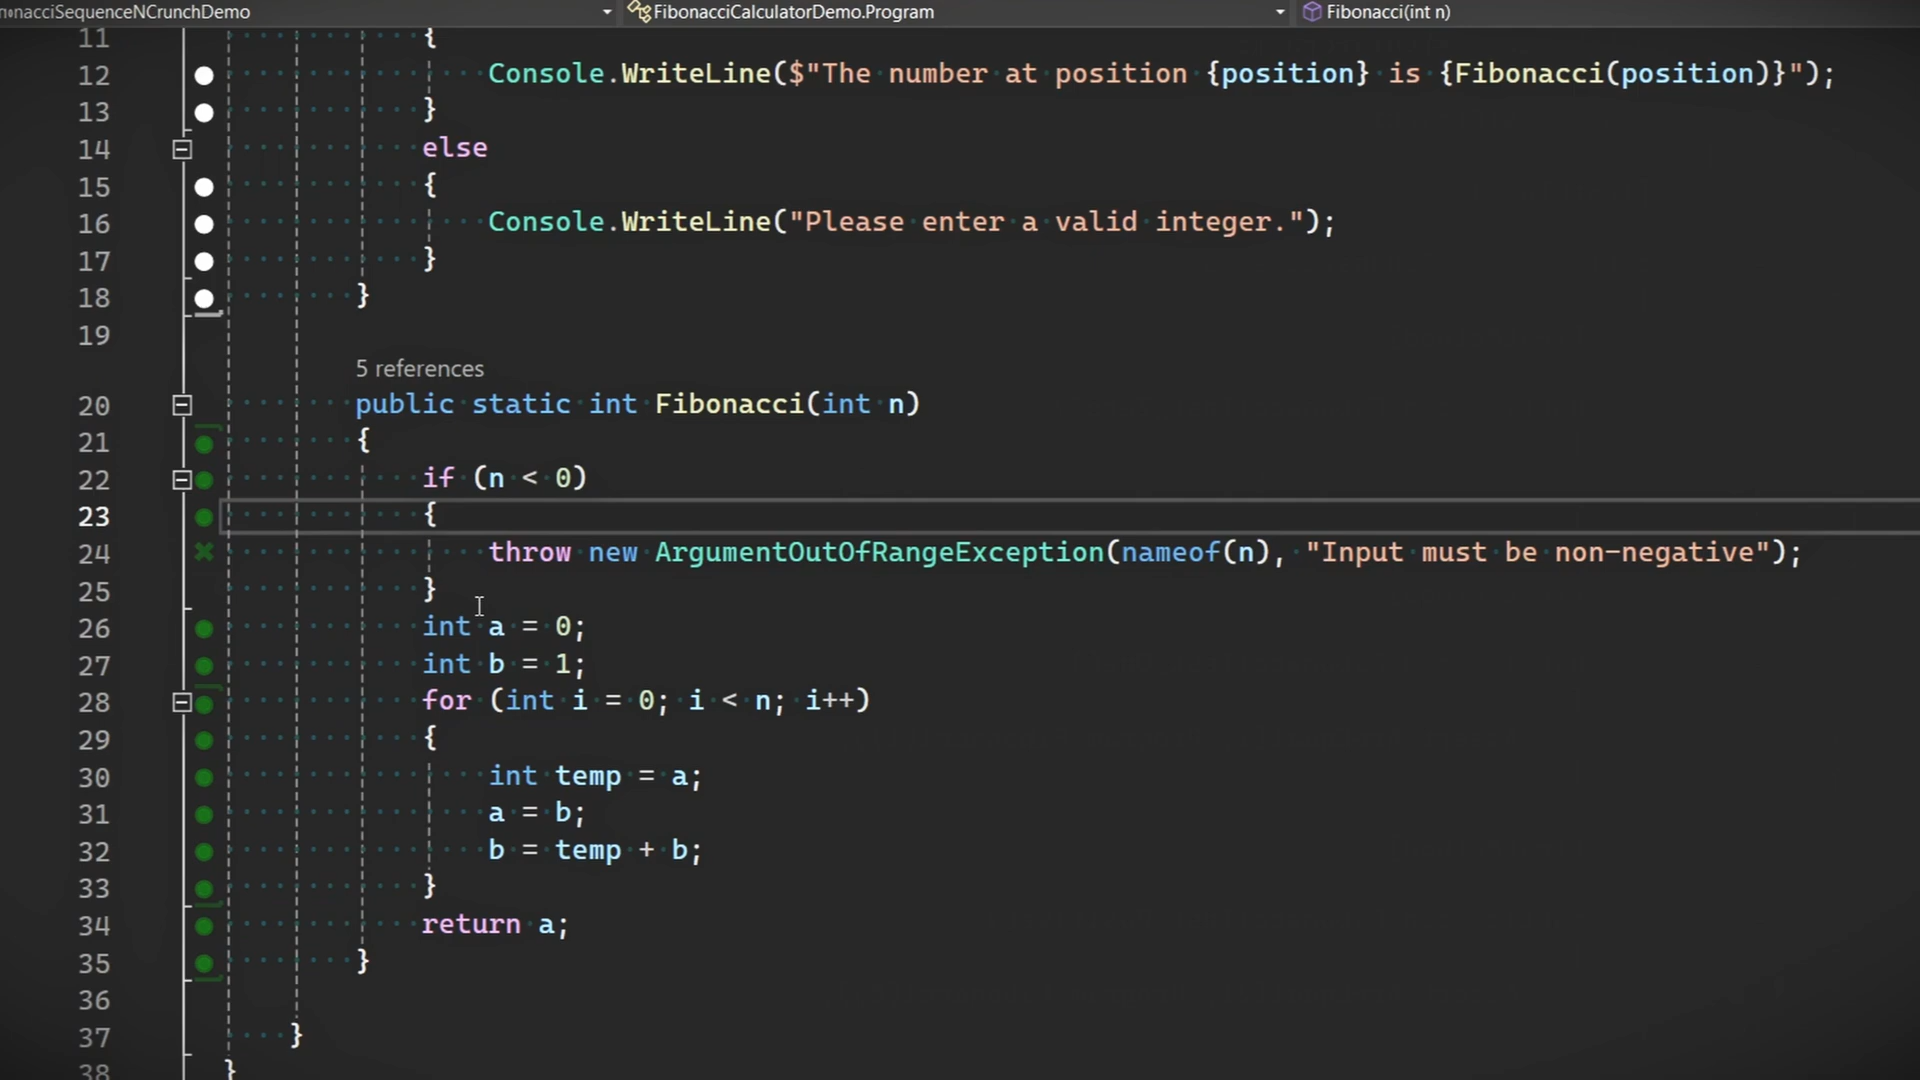 onacciSequenceNCrunchDemo FibonacciCalculatorDemo.Program Fibonacci(int n)
11 {
12 Console.WriteLine($"The number at position {position} is {Fibonacci(position)}");
13 }
14 else
15 {
16 Console.WriteLine("Please enter a valid integer.");
17 }
18 }
19
5 references
20 public static int Fibonacci(int n)
21 {
22 if (n < 0)
23 {
24 throw new ArgumentOutOfRangeException(nameof(n), "Input must be non-negative");
25 }
26 int a = 0;
27 int b = 1;
28 for (int i = 0; i < n; i++)
29 {
30 int temp = a;
31 a = b;
32 b = temp + b;
33 }
34 return a;
35 }
36
37 }
38 }